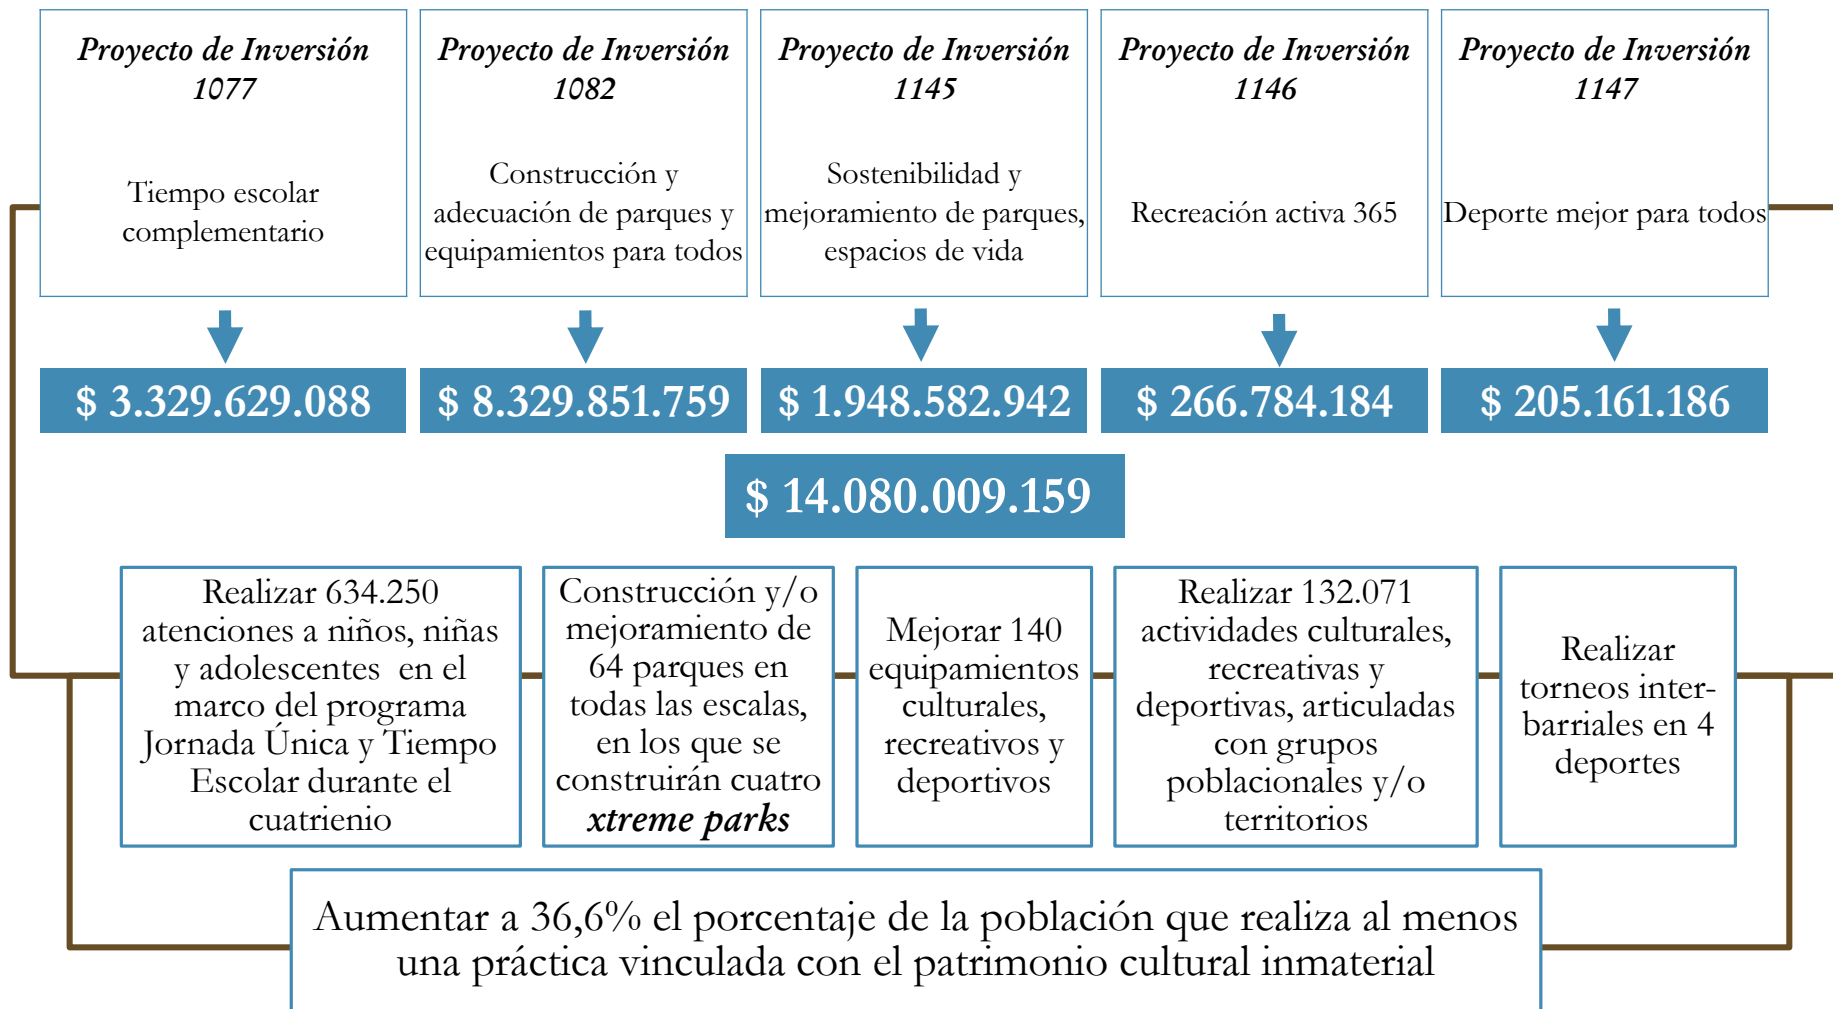 Proyecto de Inversión
1077
Tiempo escolar
complementario
Proyecto de Inversión
1082
Construcción y
adecuación de parques y
equipamientos para todos
Proyecto de Inversión
1145
Sostenibilidad y
mejoramiento de parques,
espacios de vida
Proyecto de Inversión
1146
Recreación activa 365
Proyecto de Inversión
1147
Deporte mejor para todos
$ 3.329.629.088
$ 8.329.851.759
$ 1.948.582.942
$ 266.784.184
$ 205.161.186
$ 14.080.009.159
Realizar 634.250
atenciones a niños, niñas
y adolescentes en el
marco del programa
Jornada Única y Tiempo
Escolar durante el
cuatrienio
Construcción y/o
mejoramiento de
64 parques en
todas las escalas,
en los que se
construirán cuatro
xtreme parks
Mejorar 140
equipamientos
culturales,
recreativos y
deportivos
Realizar 132.071
actividades culturales,
recreativas y
deportivas, articuladas
con grupos
poblacionales y/o
territorios
Realizar
torneos inter-
barriales en 4
deportes
Aumentar a 36,6% el porcentaje de la población que realiza al menos
una práctica vinculada con el patrimonio cultural inmaterial